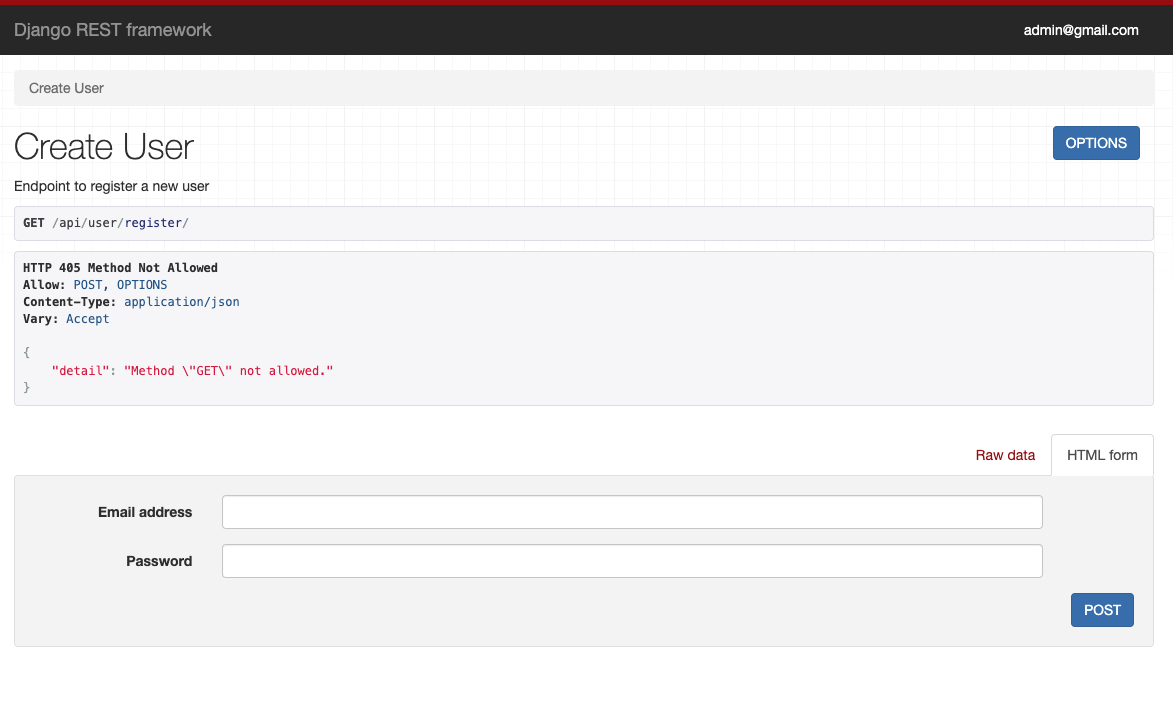 Django REST framework
admin@gmail.com
Create User
Create User
OPTIONS
Endpoint to register a new user
GET /api/user/register/
HTTP 405 Method Not Allowed
Allow: POST, OPTIONS
Content-Type: application/json
Vary: Accept
{
    "detail": "Method \"GET\" not allowed."
}
Raw data
HTML form
Email address
Password
POST